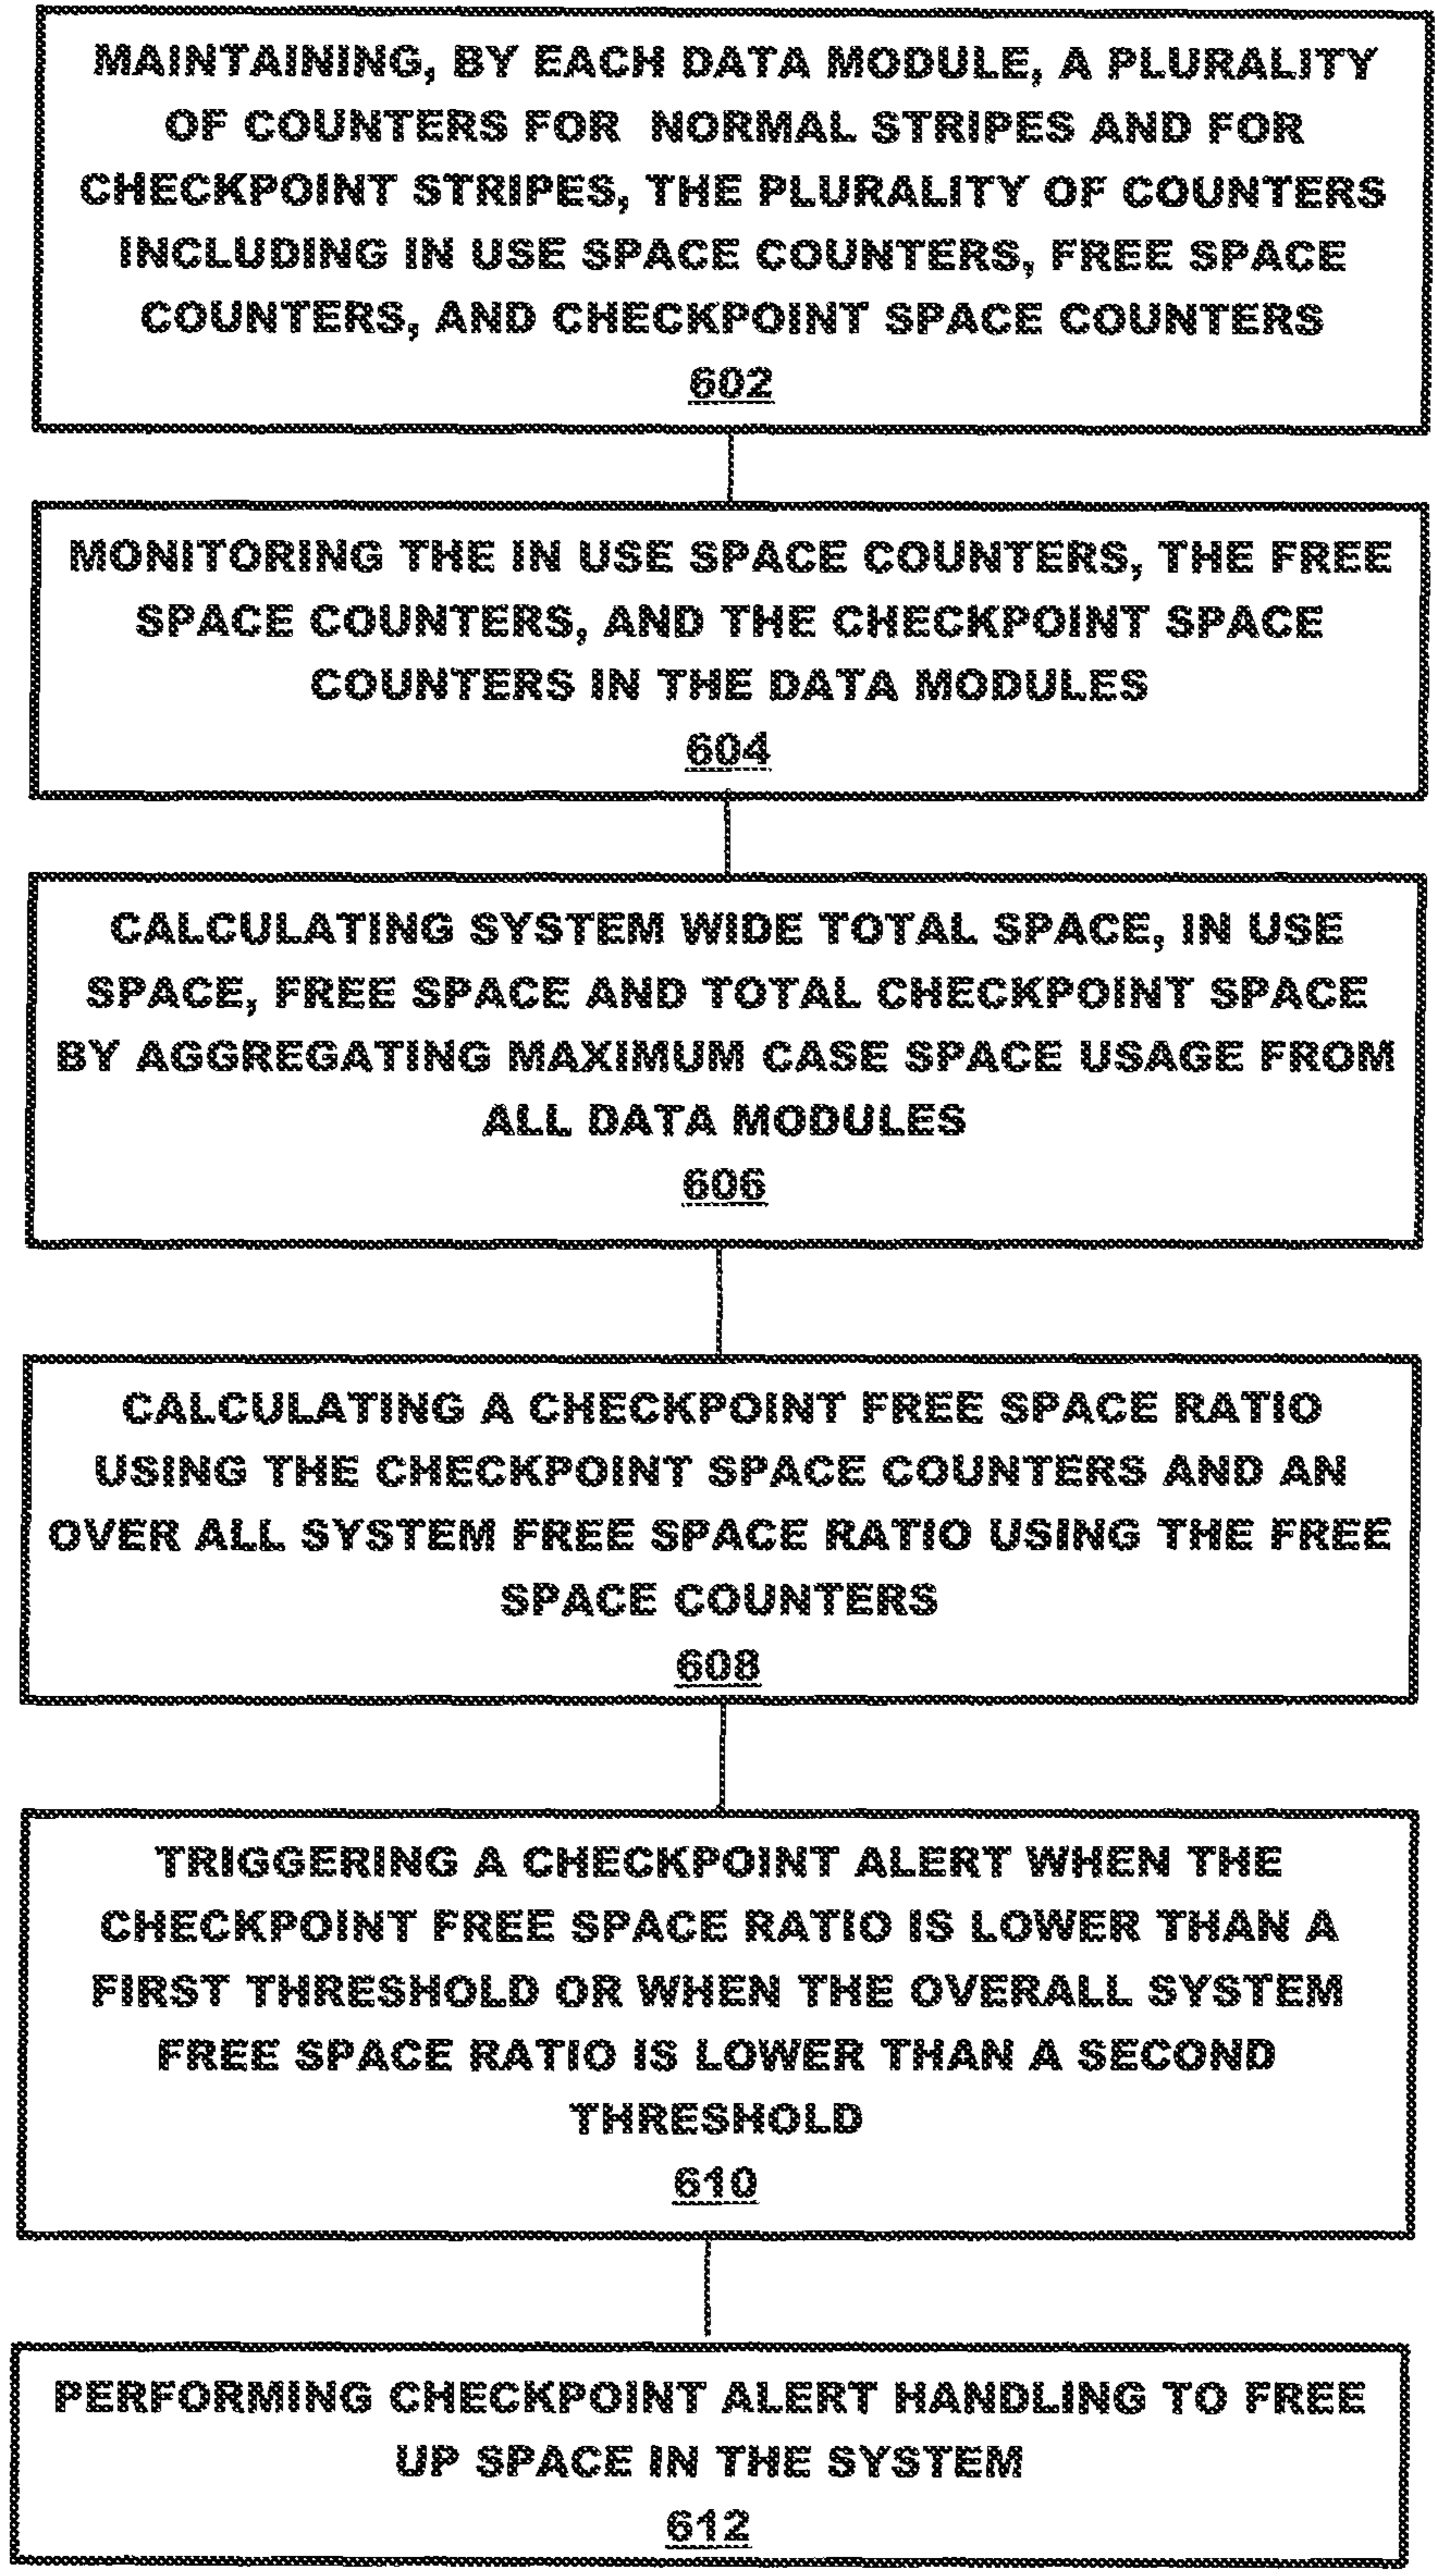 MAINTAINING, BY EACH DATA MODULE, A PLURALITY
OF COUNTERS FOR NORMAL STRIPES AND FOR
CHECKPOINT STRIPES, THE PLURALITY OF COUNTERS
INCLUDING IN USE SPACE COUNTERS, FREE SPACE
COUNTERS, AND CHECKPOINT SPACE COUNTERS
602
MONITORING THE IN USE SPACE COUNTERS, THE FREE
SPACE COUNTERS, AND THE CHECKPOINT SPACE
COUNTERS IN THE DATA MODULES
604
CALCULATING SYSTEM WIDE TOTAL SPACE, IN USE
SPACE, FREE SPACE AND TOTAL CHECKPOINT SPACE
BY AGGREGATING MAXIMUM CASE SPACE USAGE FROM
ALL DATA MODULES
606
CALCULATING A CHECKPOINT FREE SPACE RATIO
USING THE CHECKPOINT SPACE COUNTERS AND AN
OVER ALL SYSTEM FREE SPACE RATIO USING THE FREE
SPACE COUNTERS
608
TRIGGERING A CHECKPOINT ALERT WHEN THE
CHECKPOINT FREE SPACE RATIO IS LOWER THAN A
FIRST THRESHOLD OR WHEN THE OVERALL SYSTEM
FREE SPACE RATIO IS LOWER THAN A SECOND
THRESHOLD
610
PERFORMING CHECKPOINT ALERT HANDLING TO FREE
UP SPACE IN THE SYSTEM
612